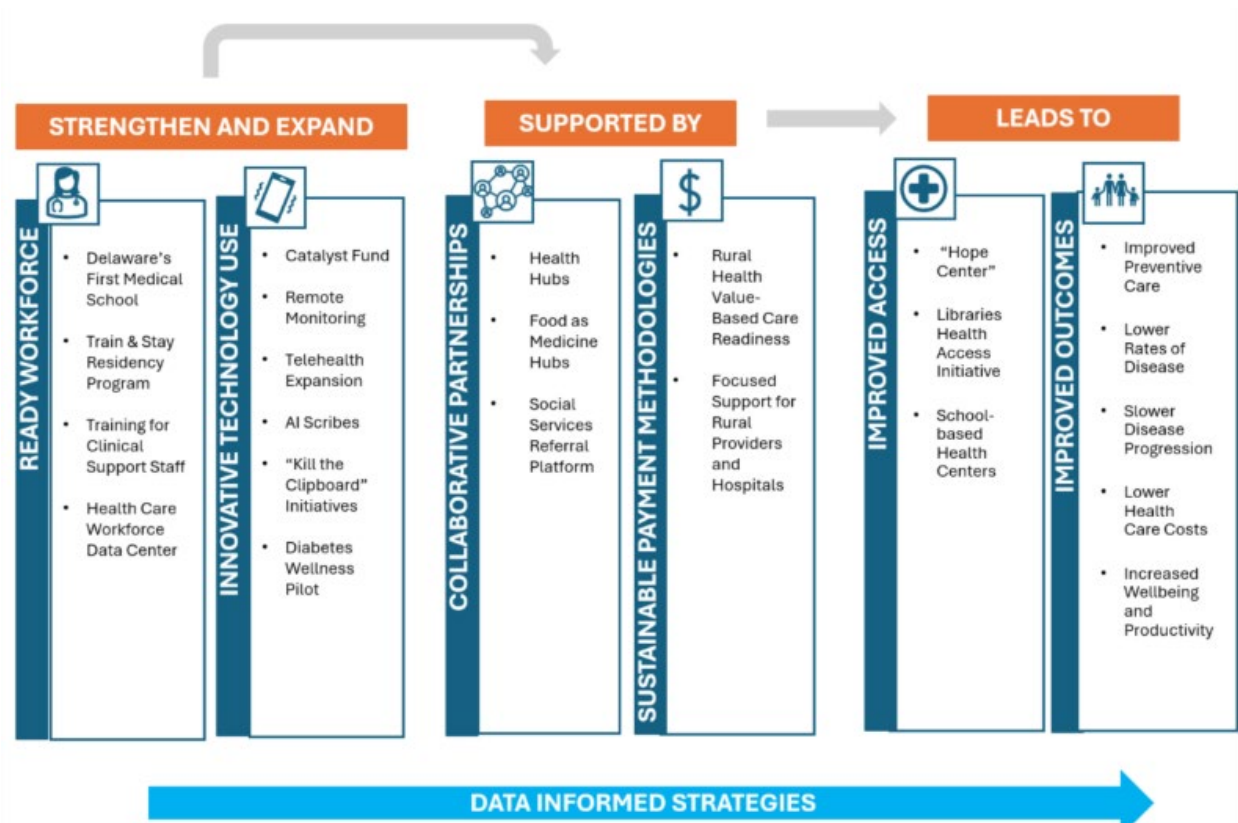 STRENGTHEN AND EXPAND
SUPPORTED BY
LEADS TO
READY WORKFORCE
• Delaware's
First Medical
School
• Train & Stay
Residency
Program
• Training for
Clinical
Support Staff
• Health Care
Workforce
Data Center
INNOVATIVE TECHNOLOGY USE
• Catalyst Fund
• Remote
Monitoring
• Telehealth
Expansion
• AI Scribes
• "Kill the
Clipboard"
Initiatives
• Diabetes
Wellness
Pilot
COLLABORATIVE PARTNERSHIPS
• Health
Hubs
• Food as
Medicine
Hubs
• Social
Services
Referral
Platform
SUSTAINABLE PAYMENT METHODOLOGIES
$
• Rural
Health
Value-
Based Care
Readiness
• Focused
Support for
Rural
Providers
and
Hospitals
IMPROVED ACCESS
• "Hope
Center"
• Libraries
Health
Access
Initiative
• School-
based
Health
Centers
IMPROVED OUTCOMES
• Improved
Preventive
Care
• Lower
Rates of
Disease
• Slower
Disease
Progression
• Lower
Health
Care Costs
• Increased
Wellbeing
and
Productivity
DATA INFORMED STRATEGIES